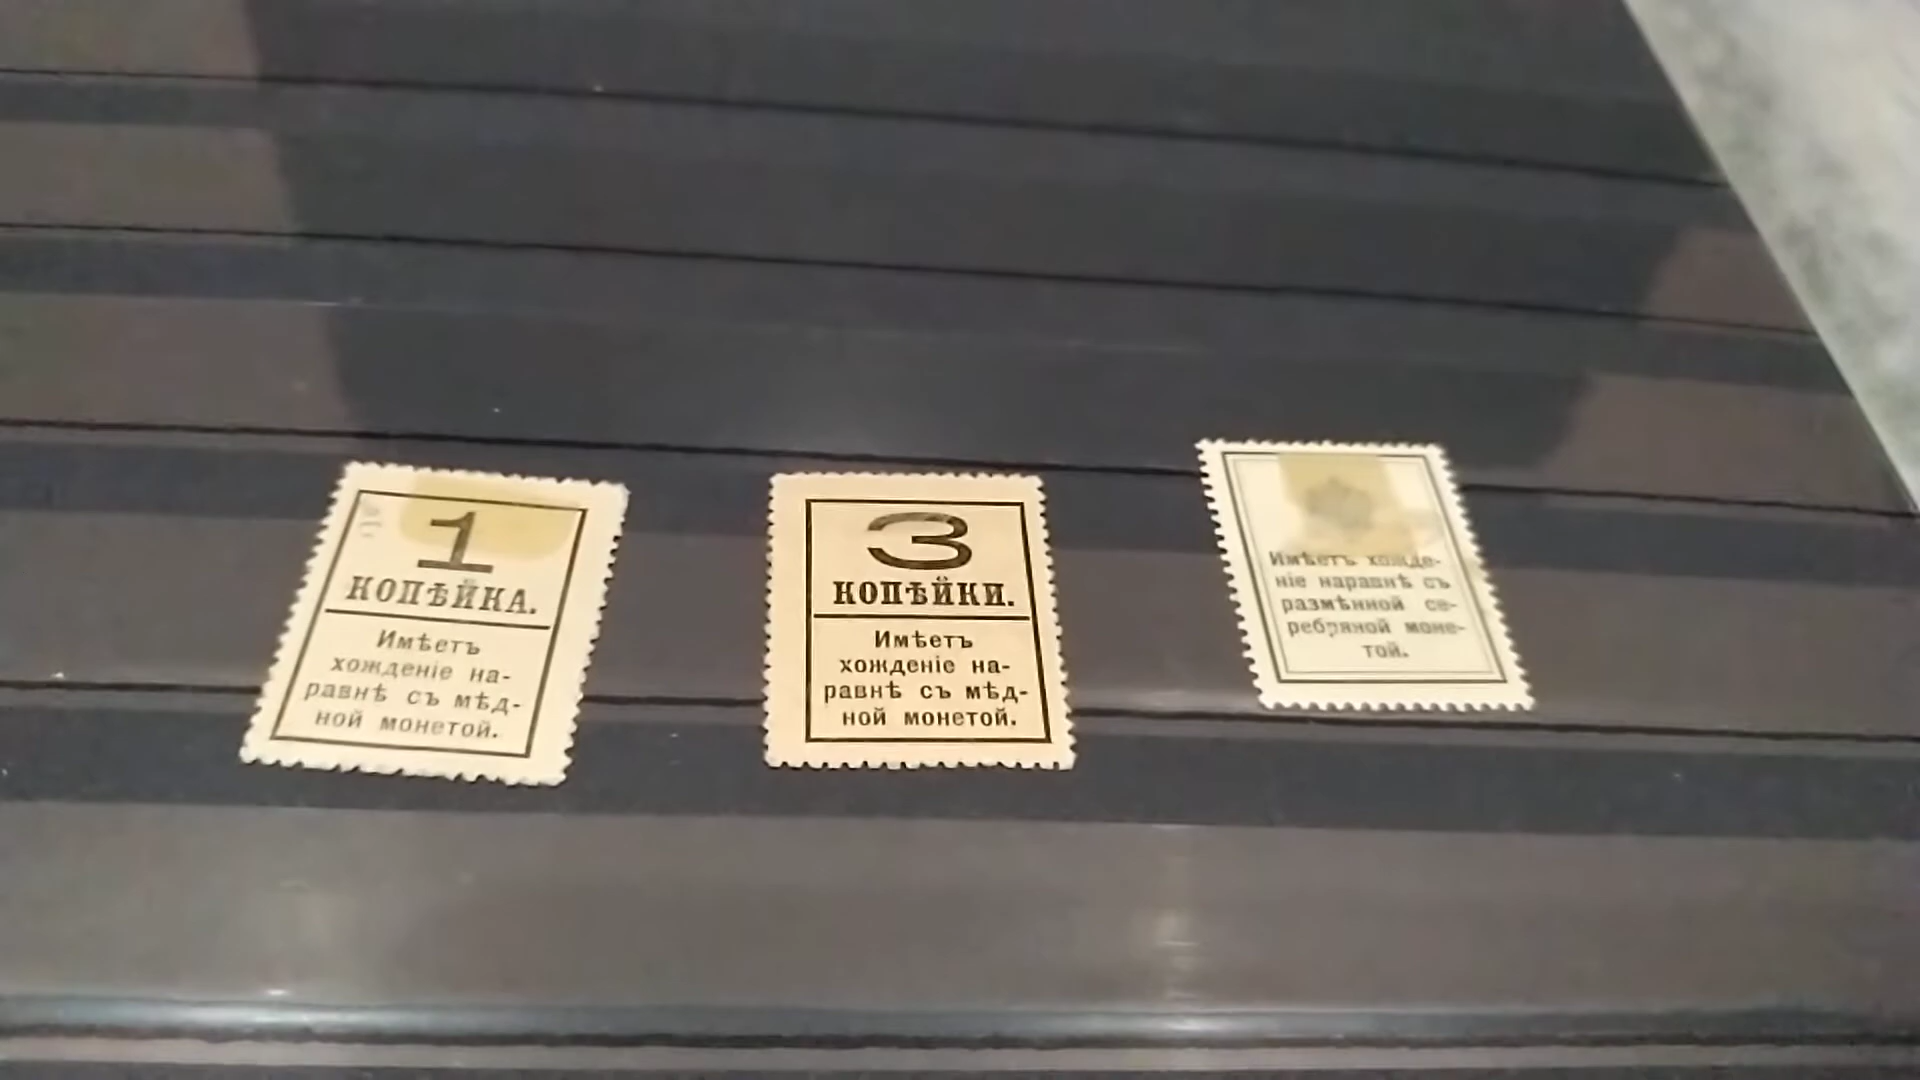 1
КОПѢЙКА.
Имѣетъ
хожденіе на-
равнѣ съ мѣд-
ной монетой.
3
КОПѢЙКИ.
Имѣетъ
хожденіе на-
равнѣ съ мѣд-
ной монетой.
Имѣетъ хожде-
ніе наравнѣ съ
размѣнной се-
ребряной моне-
той.